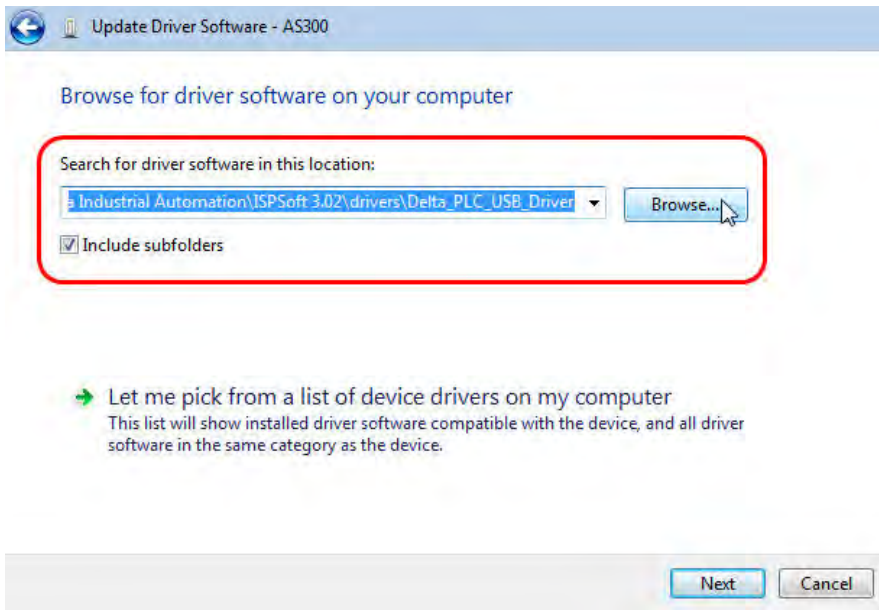 Update Driver Software - AS300
Browse for driver software on your computer
Search for driver software in this location:
a Industrial Automation\ISPSoft 3.02\drivers\Delta_PLC_USB_Driver
Browse...
Include subfolders
Let me pick from a list of device drivers on my computer
This list will show installed driver software compatible with the device, and all driver
software in the same category as the device.
Next Cancel